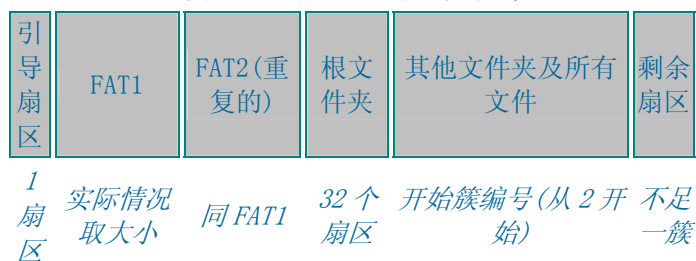 引
导
扇
区
FAT1
FAT2(重
复的)
根文
件夹
其他文件夹及所有
文件
剩余
扇区
1
扇
区
实际情况
取大小
同 FAT1
32 个
扇区
开始簇编号(从 2 开
始)
不足
一簇